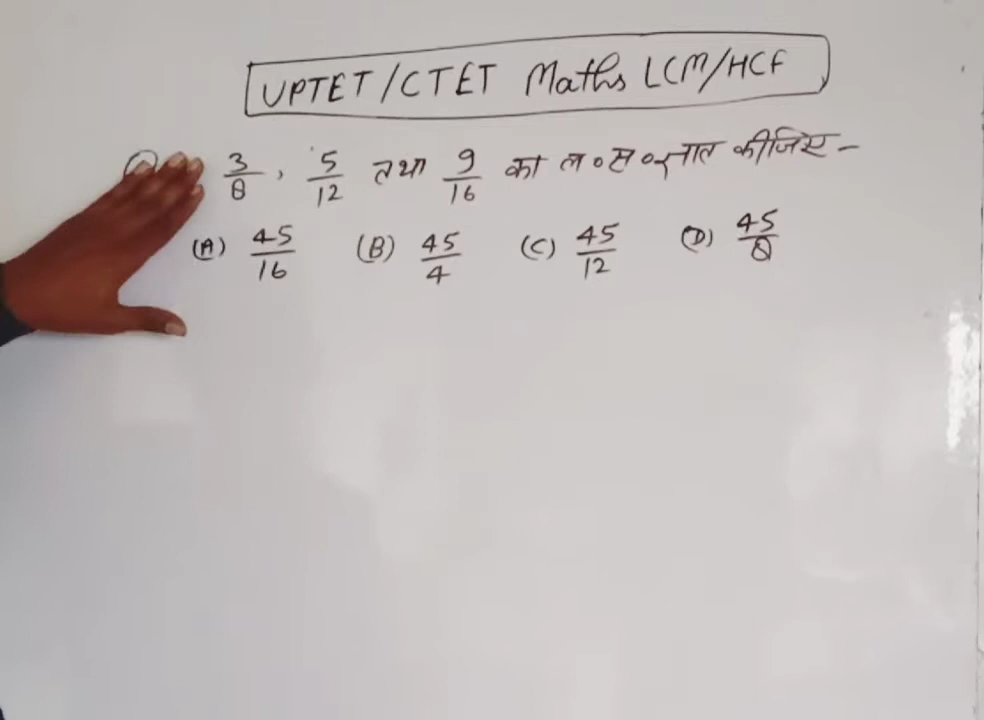 UPTET/CTET Maths LCM/HCF
3/8, 5/12 तथा 9/16 का ल०स० ज्ञात कीजिए -
(A) 45/16 (B) 45/4 (C) 45/12 (D) 45/8